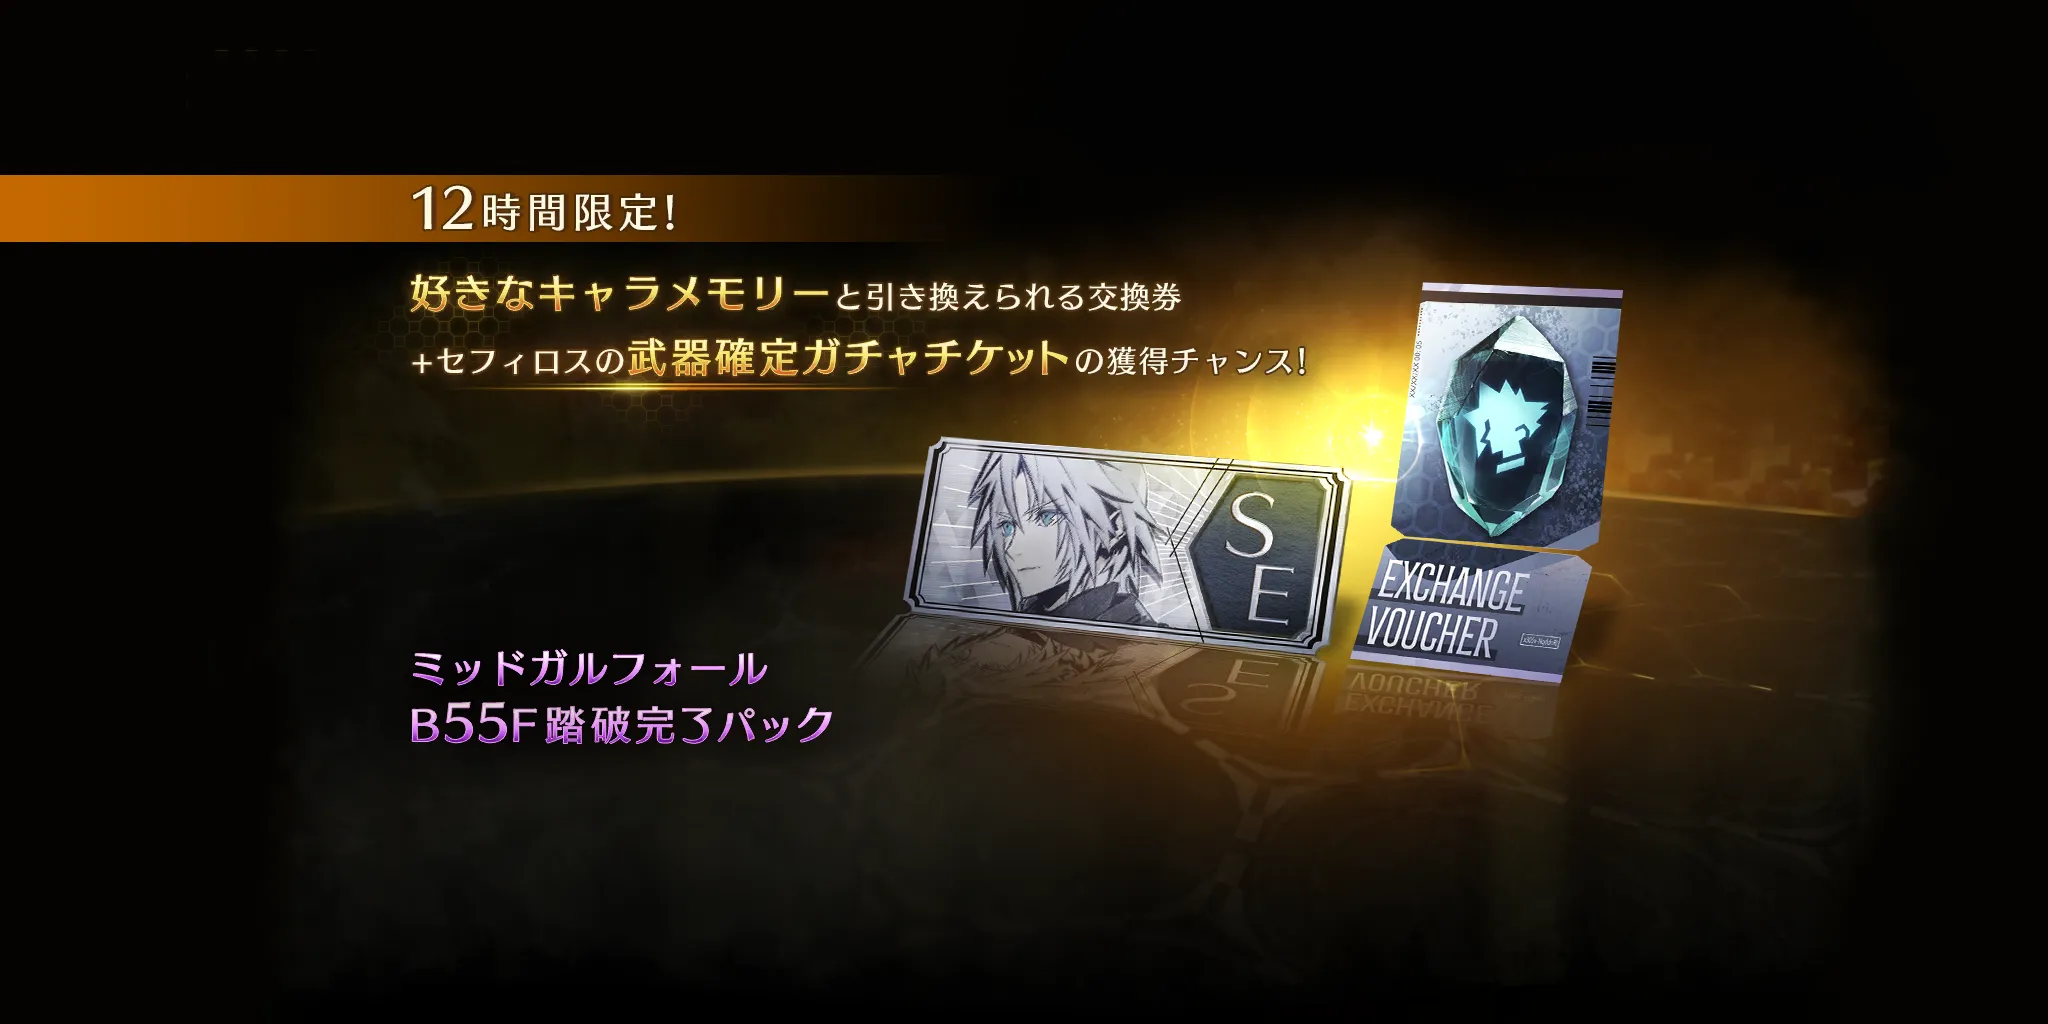 12時間限定!
好きなキャラメモリーと引き換えられる交換券
+セフィロスの武器確定ガチャチケットの獲得チャンス!
S
E
EXCHANGE
VOUCHER
ミッドガルフォール
B55F踏破完了パック